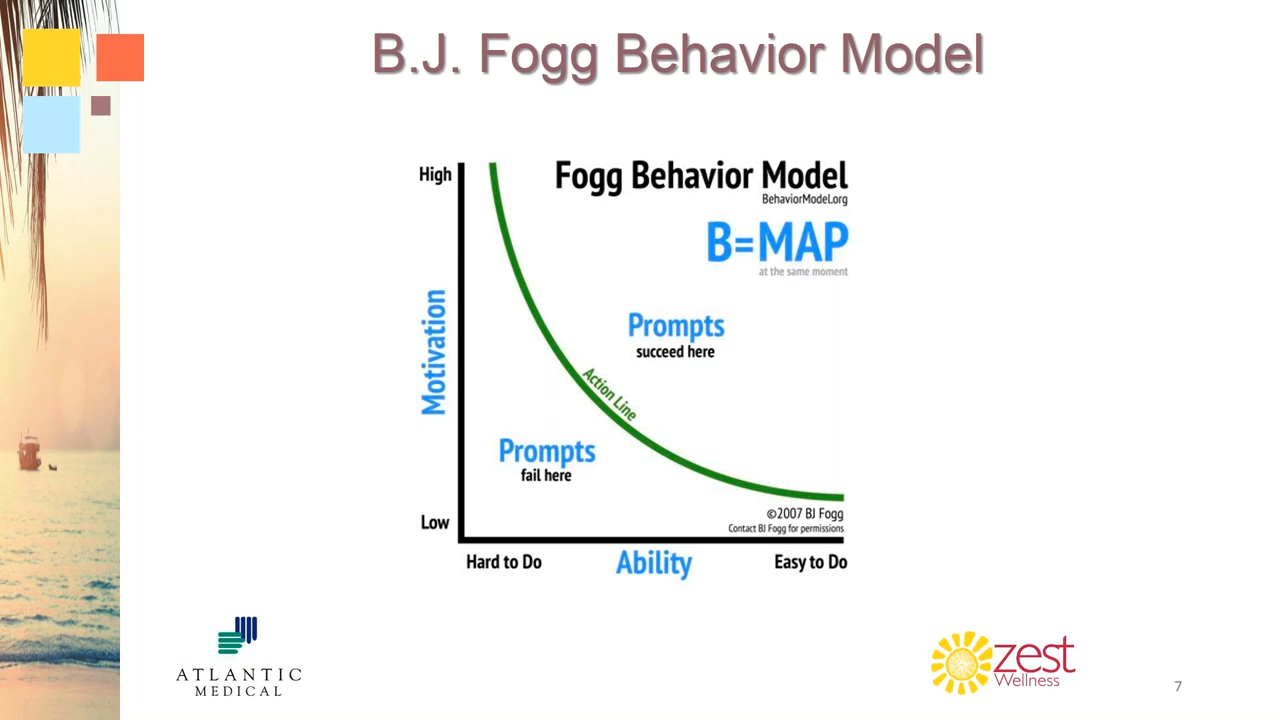 B.J. Fogg Behavior Model
High
Fogg Behavior Model
BehaviorModel.org
B=MAP
at the same moment
Motivation
Prompts
succeed here
Action Line
Prompts
fail here
©2007 BJ Fogg
Contact BJ Fogg for permissions
Low
Hard to Do
Ability
Easy to Do
ATLANTIC
MEDICAL
zest
Wellness
7